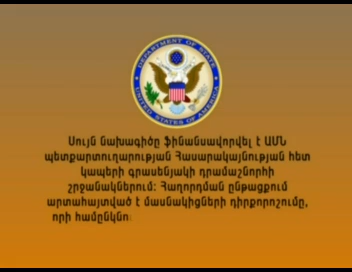 DEPARTMENT OF STATE
UNITED STATES OF AMERICA
Սույն նախագիծը ֆինանսավորվել է ԱՄՆ
պետքարտուղարության Հասարակայնության հետ
կապերի գրասենյակի դրամաշնորհի
շրջանակներում: Հաղորդման ընթացքում
արտահայտված է մասնակիցների դիրքորոշումը,
որի համընկնո